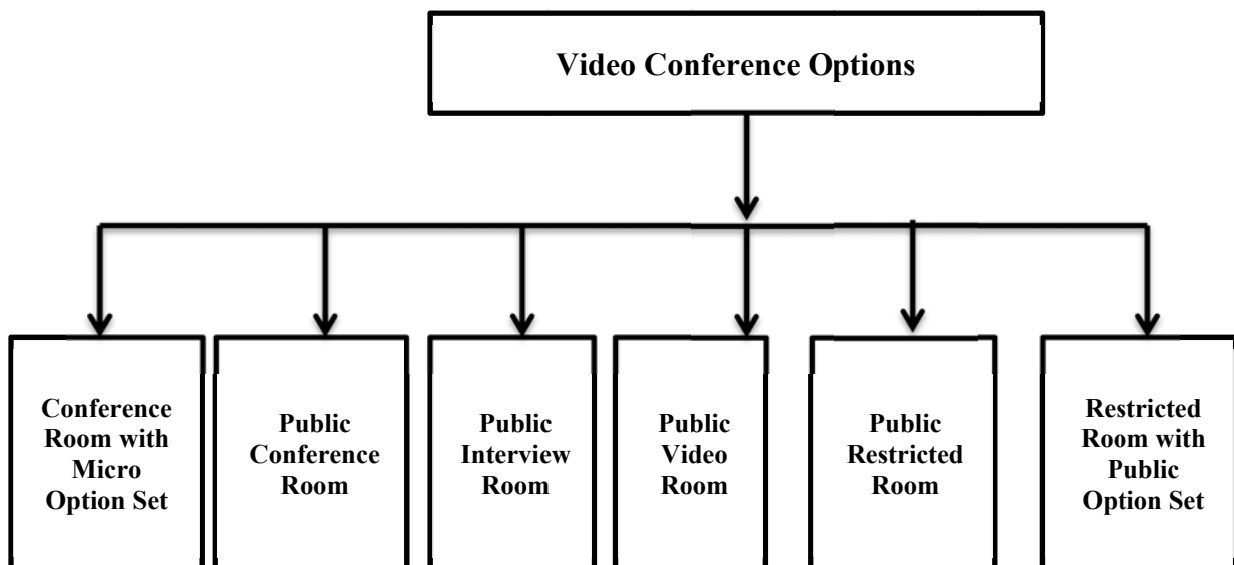 Video Conference Options
Conference
Room with
Micro
Option Set
Public
Conference
Room
Public
Interview
Room
Public
Video
Room
Public
Restricted
Room
Restricted
Room with
Public
Option Set